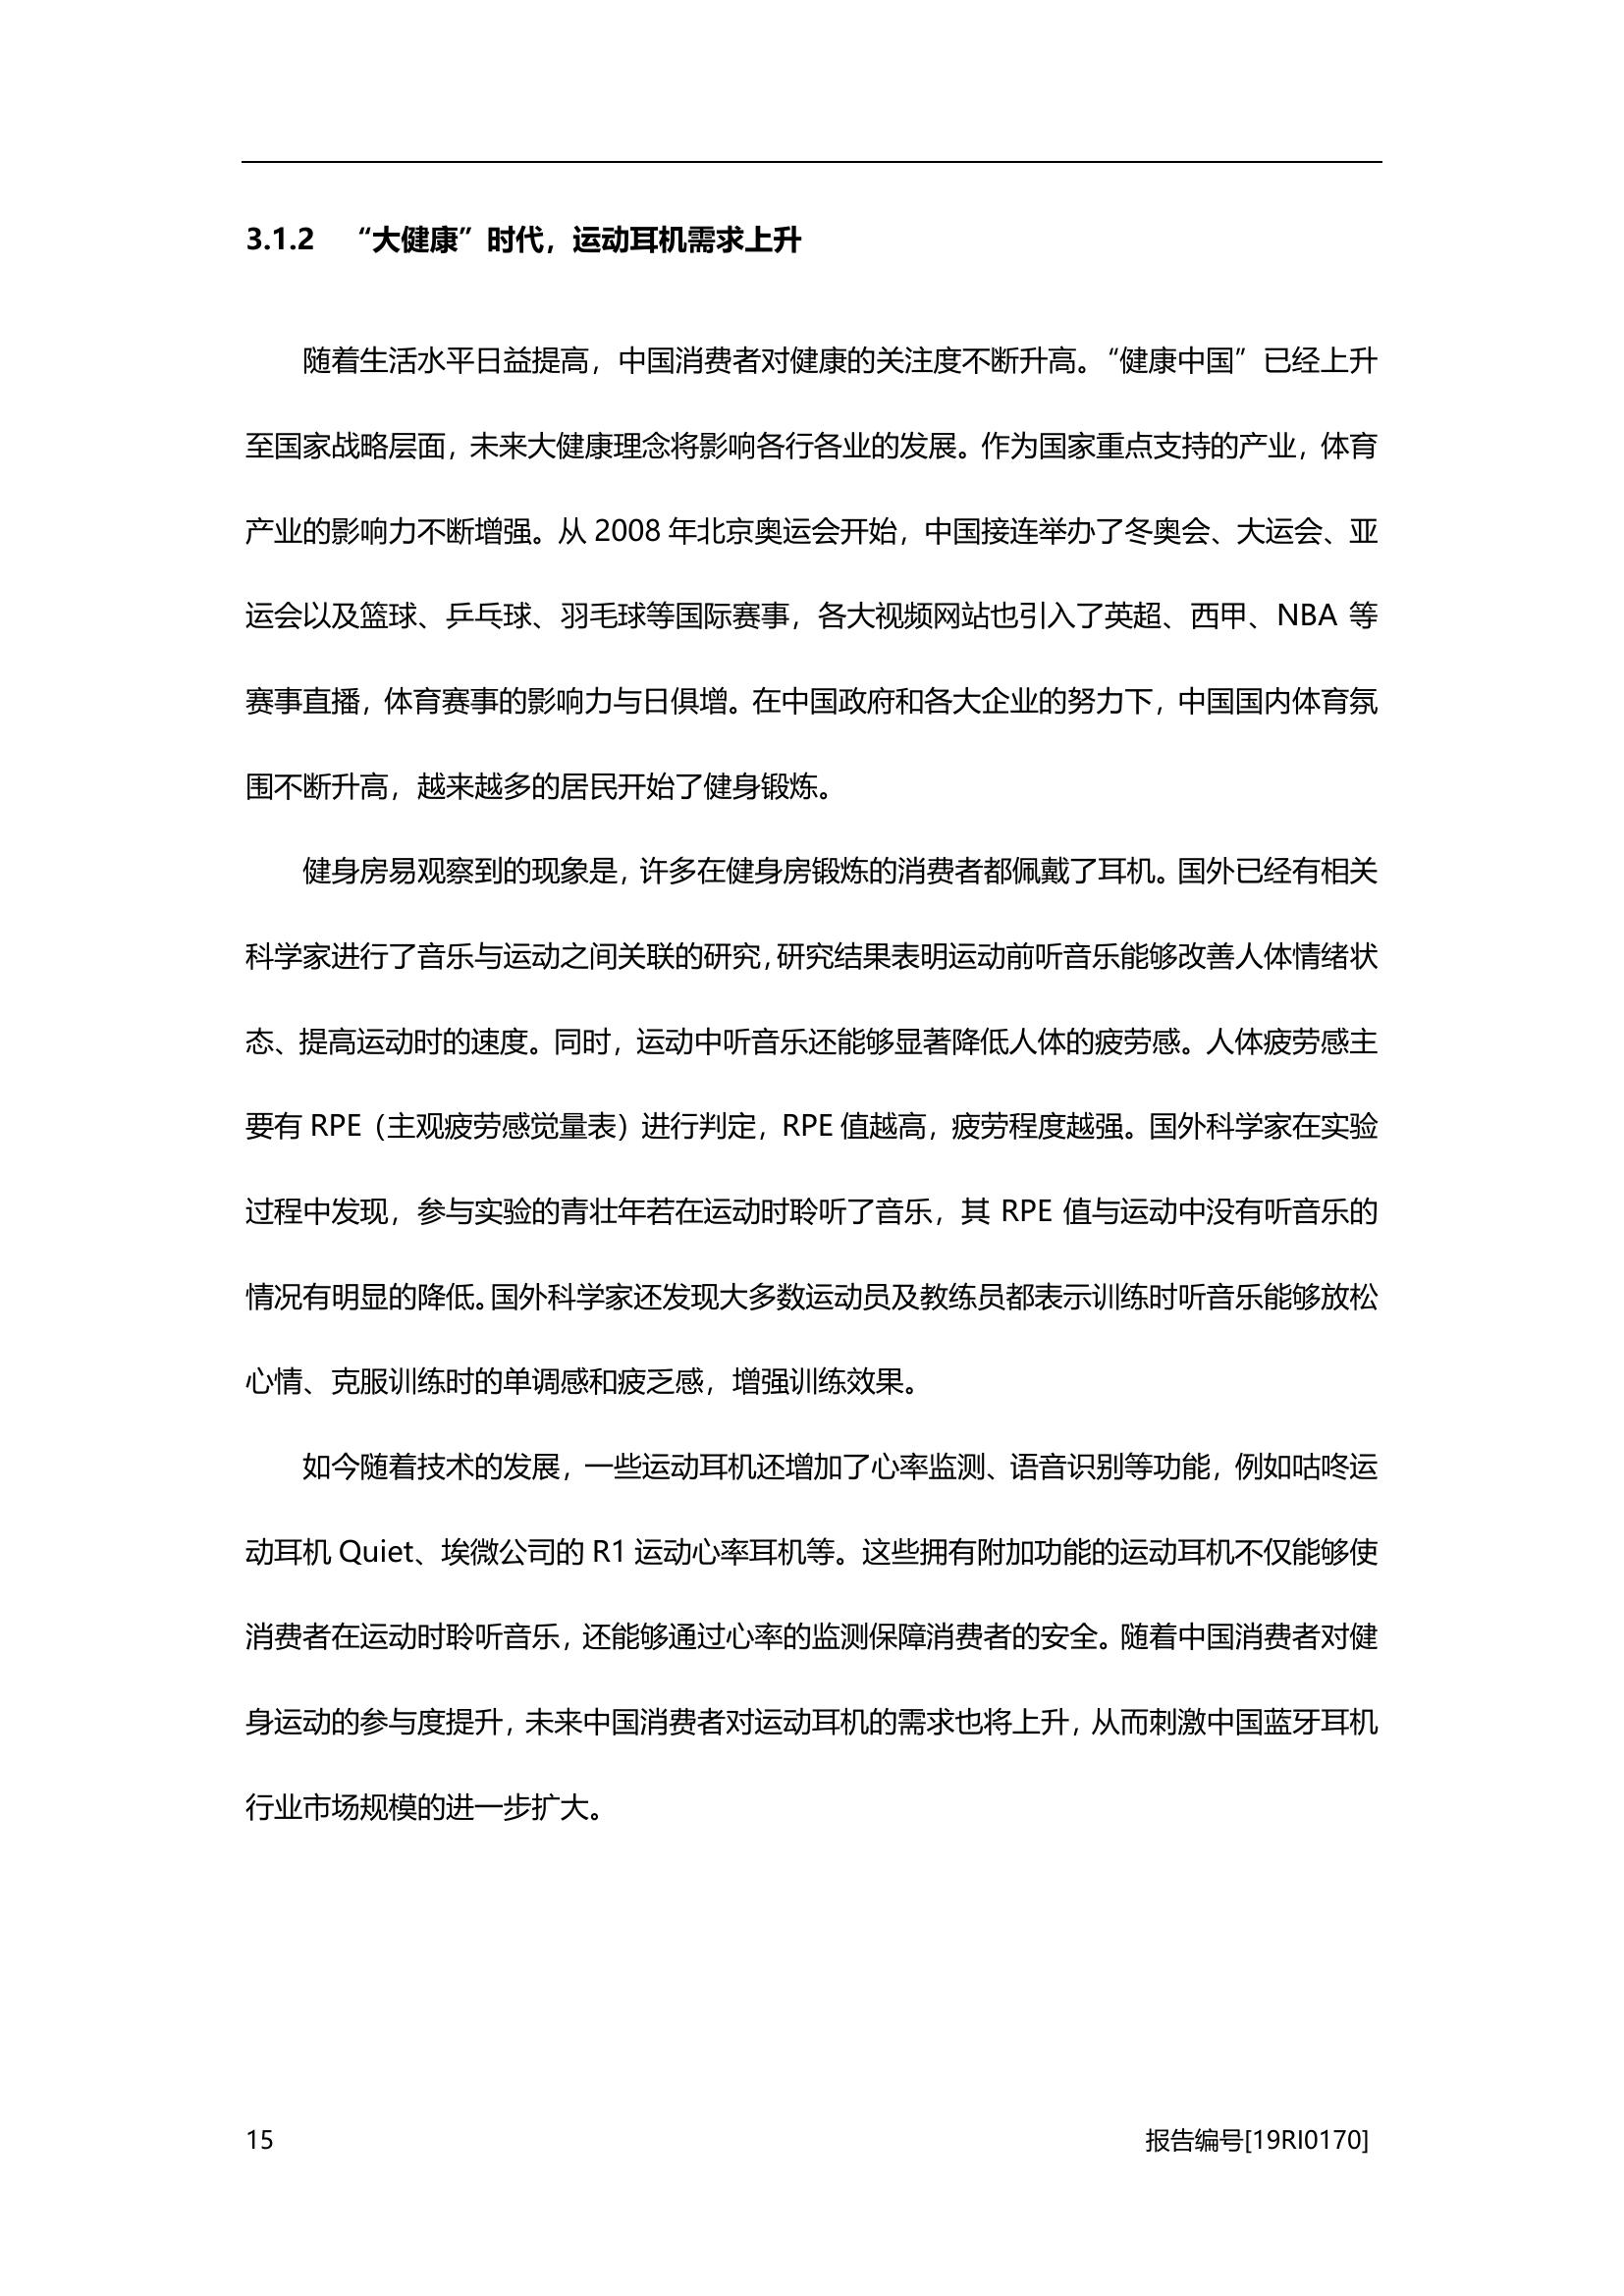 3.1.2 “大健康”时代，运动耳机需求上升
随着生活水平日益提高，中国消费者对健康的关注度不断升高。“健康中国”已经上升
至国家战略层面，未来大健康理念将影响各行各业的发展。作为国家重点支持的产业，体育
产业的影响力不断增强。从 2008 年北京奥运会开始，中国接连举办了冬奥会、大运会、亚
运会以及篮球、乒乓球、羽毛球等国际赛事，各大视频网站也引入了英超、西甲、NBA 等
赛事直播，体育赛事的影响力与日俱增。在中国政府和各大企业的努力下，中国国内体育氛
围不断升高，越来越多的居民开始了健身锻炼。
健身房易观察到的现象是，许多在健身房锻炼的消费者都佩戴了耳机。国外已经有相关
科学家进行了音乐与运动之间关联的研究，研究结果表明运动前听音乐能够改善人体情绪状
态、提高运动时的速度。同时，运动中听音乐还能够显著降低人体的疲劳感。人体疲劳感主
要有 RPE（主观疲劳感觉量表）进行判定，RPE 值越高，疲劳程度越强。国外科学家在实验
过程中发现，参与实验的青壮年若在运动时聆听了音乐，其 RPE 值与运动中没有听音乐的
情况有明显的降低。国外科学家还发现大多数运动员及教练员都表示训练时听音乐能够放松
心情、克服训练时的单调感和疲乏感，增强训练效果。
如今随着技术的发展，一些运动耳机还增加了心率监测、语音识别等功能，例如咕咚运
动耳机 Quiet、埃微公司的 R1 运动心率耳机等。这些拥有附加功能的运动耳机不仅能够使
消费者在运动时聆听音乐，还能够通过心率的监测保障消费者的安全。随着中国消费者对健
身运动的参与度提升，未来中国消费者对运动耳机的需求也将上升，从而刺激中国蓝牙耳机
行业市场规模的进一步扩大。
15 报告编号[19RI0170]